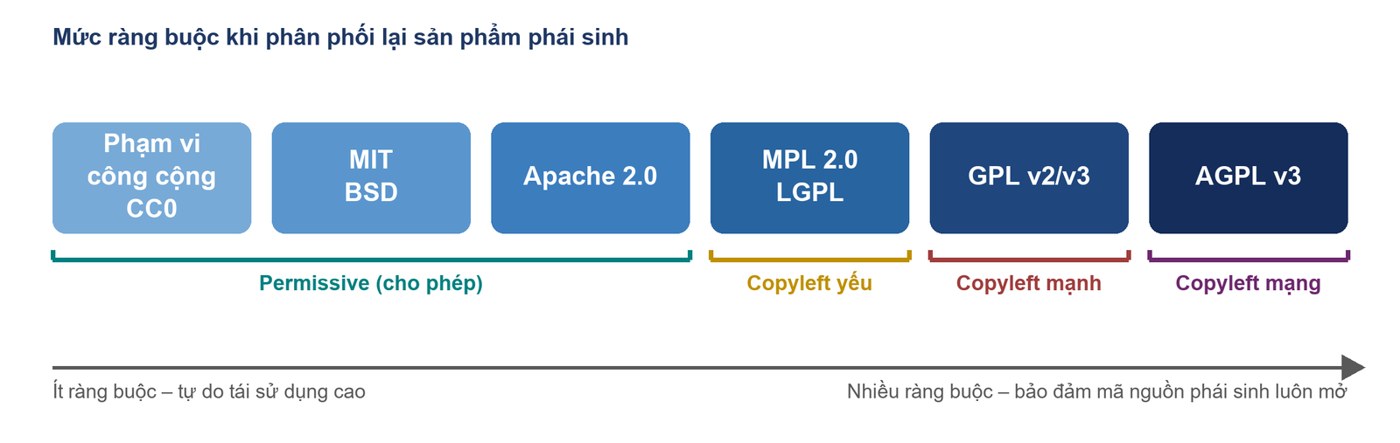 Mức ràng buộc khi phân phối lại sản phẩm phái sinh
Phạm vi
công cộng
CC0
MIT
BSD
Apache 2.0
MPL 2.0
LGPL
GPL v2/v3
AGPL v3
Permissive (cho phép)
Copyleft yếu
Copyleft mạnh
Copyleft mạng
Ít ràng buộc – tự do tái sử dụng cao
Nhiều ràng buộc – bảo đảm mã nguồn phái sinh luôn mở